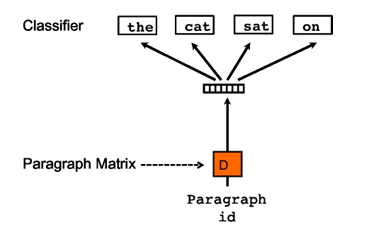 Classifier the cat sat on
Paragraph Matrix D
Paragraph
id